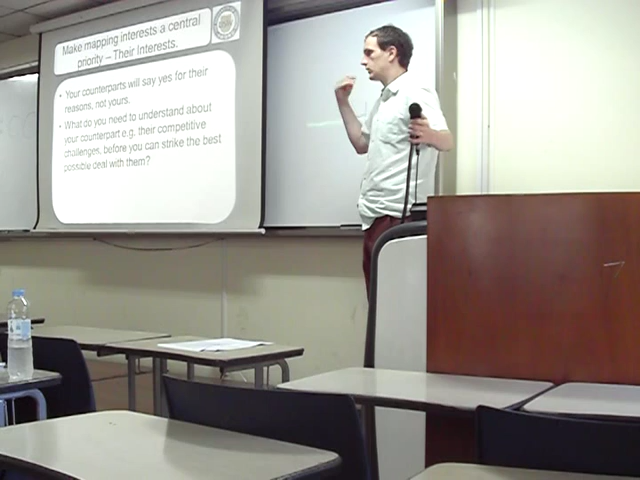 Make mapping interests a central
priority – Their Interests.
• Your counterparts will say yes for their
reasons, not yours.
• What do you need to understand about
your counterpart e.g. their competitive
challenges, before you can strike the best
possible deal with them?